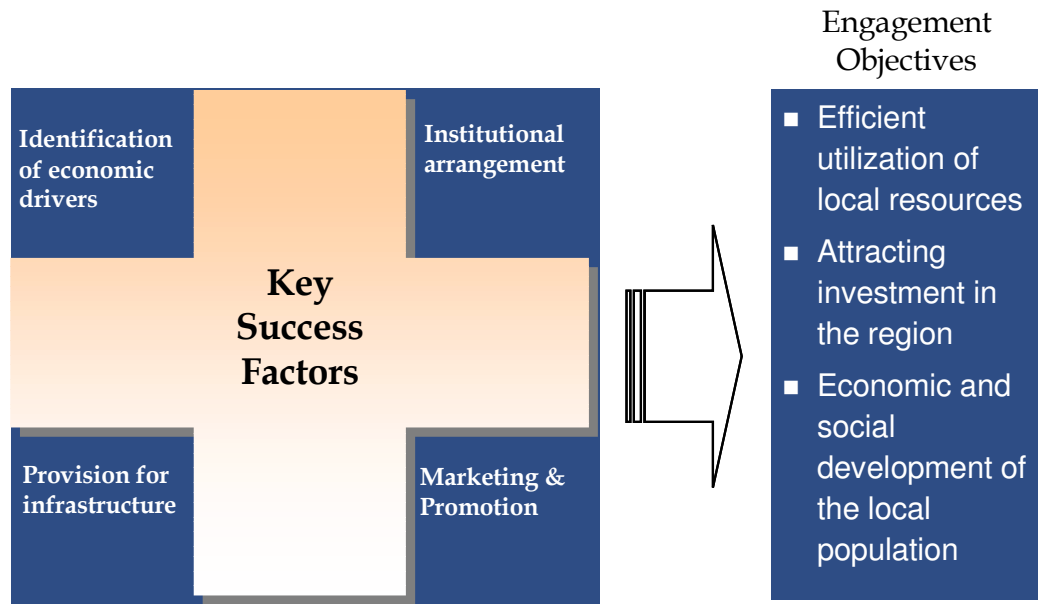 Engagement
Objectives
Identification
of economic
drivers
Institutional
arrangement
Key
Success
Factors
Provision for
infrastructure
Marketing &
Promotion
Efficient
utilization of
local resources
Attracting
investment in
the region
Economic and
social
development of
the local
population